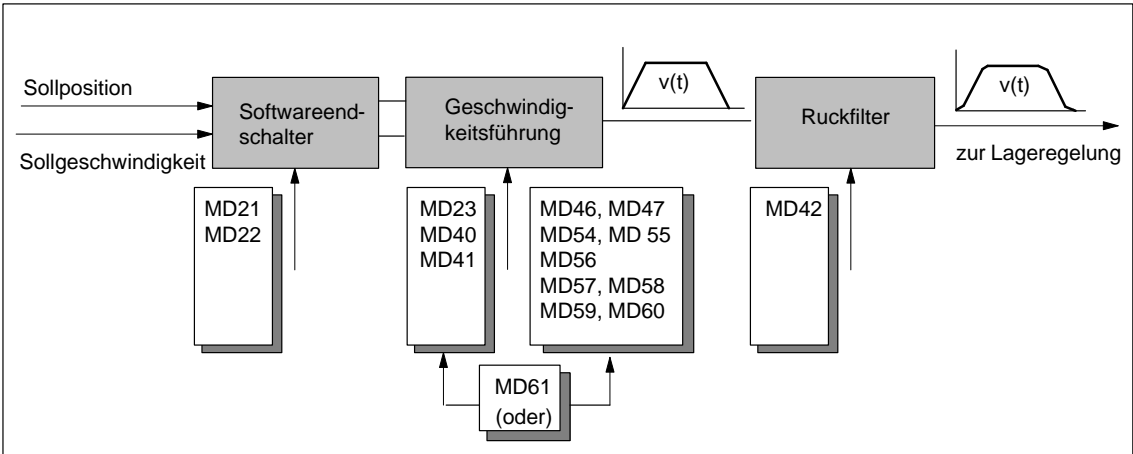 Sollposition
Sollgeschwindigkeit
Softwareend-
schalter
Geschwindig-
keitsführung
v(t)
Ruckfilter
v(t)
zur Lageregelung
MD21
MD22
MD23
MD40
MD41
MD46, MD47
MD54, MD 55
MD56
MD57, MD58
MD59, MD60
MD42
MD61
(oder)